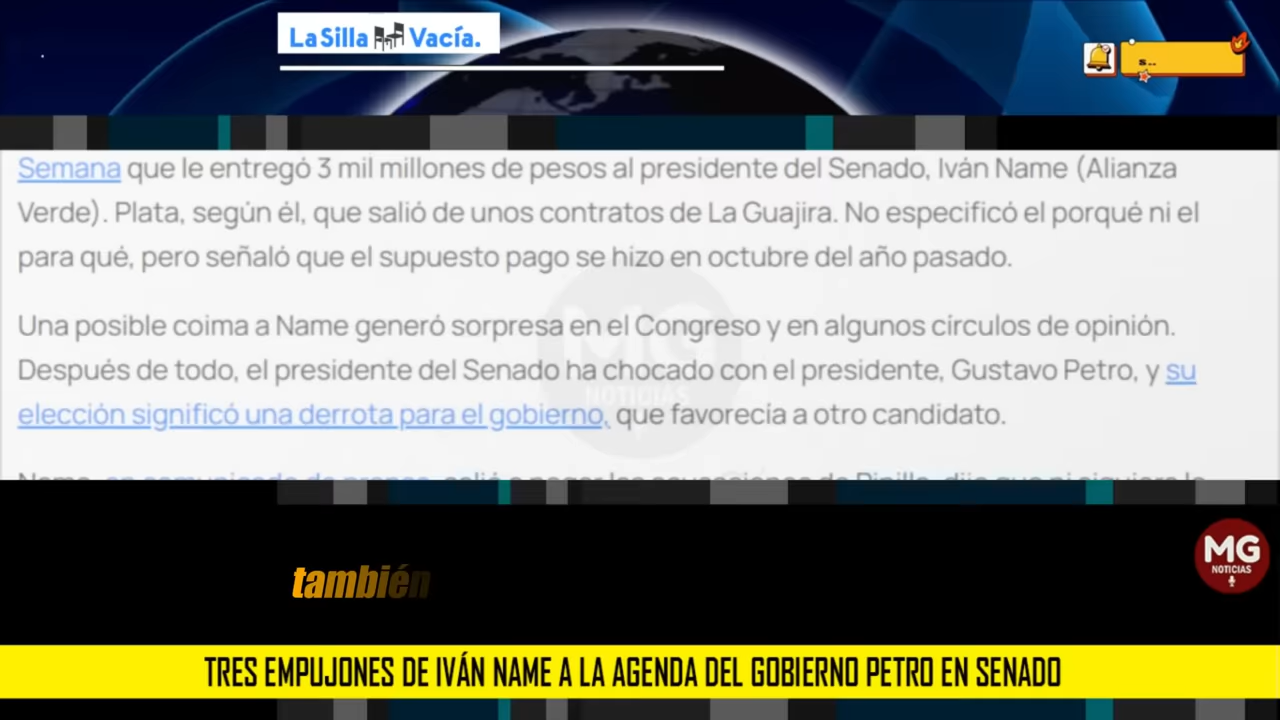 La Silla Vacía.
s..
Semana que le entregó 3 mil millones de pesos al presidente del Senado, Iván Name (Alianza
Verde). Plata, según él, que salió de unos contratos de La Guajira. No especificó el porqué ni el
para qué, pero señaló que el supuesto pago se hizo en octubre del año pasado.
Una posible coima a Name generó sorpresa en el Congreso y en algunos círculos de opinión.
Después de todo, el presidente del Senado ha chocado con el presidente, Gustavo Petro, y su
elección significó una derrota para el gobierno, que favorecía a otro candidato.
MG
NOTICIAS
también
MG
NOTICIAS
TRES EMPUJONES DE IVÁN NAME A LA AGENDA DEL GOBIERNO PETRO EN SENADO